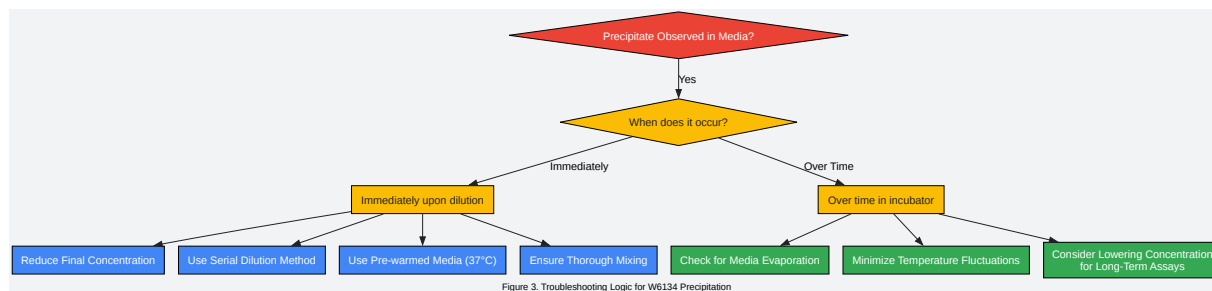 Precipitate Observed in Media?
Yes
When does it occur?
Immediately
Over Time
Immediately upon dilution
Over time in incubator
Reduce Final Concentration
Use Serial Dilution Method
Use Pre-warmed Media (37°C)
Ensure Thorough Mixing
Check for Media Evaporation
Minimize Temperature Fluctuations
Consider Lowering Concentration
for Long-Term Assays
Figure 3. Troubleshooting Logic for W6134 Precipitation